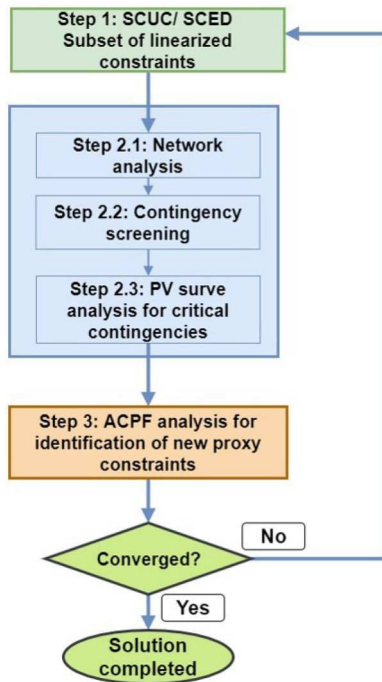 Step 1: SCUC/ SCED
Subset of linearized
constraints
Step 2.1: Network
analysis
Step 2.2: Contingency
screening
Step 2.3: PV surve
analysis for critical
contingencies
Step 3: ACPF analysis for
identification of new proxy
constraints
Converged?
No
Yes
Solution
completed